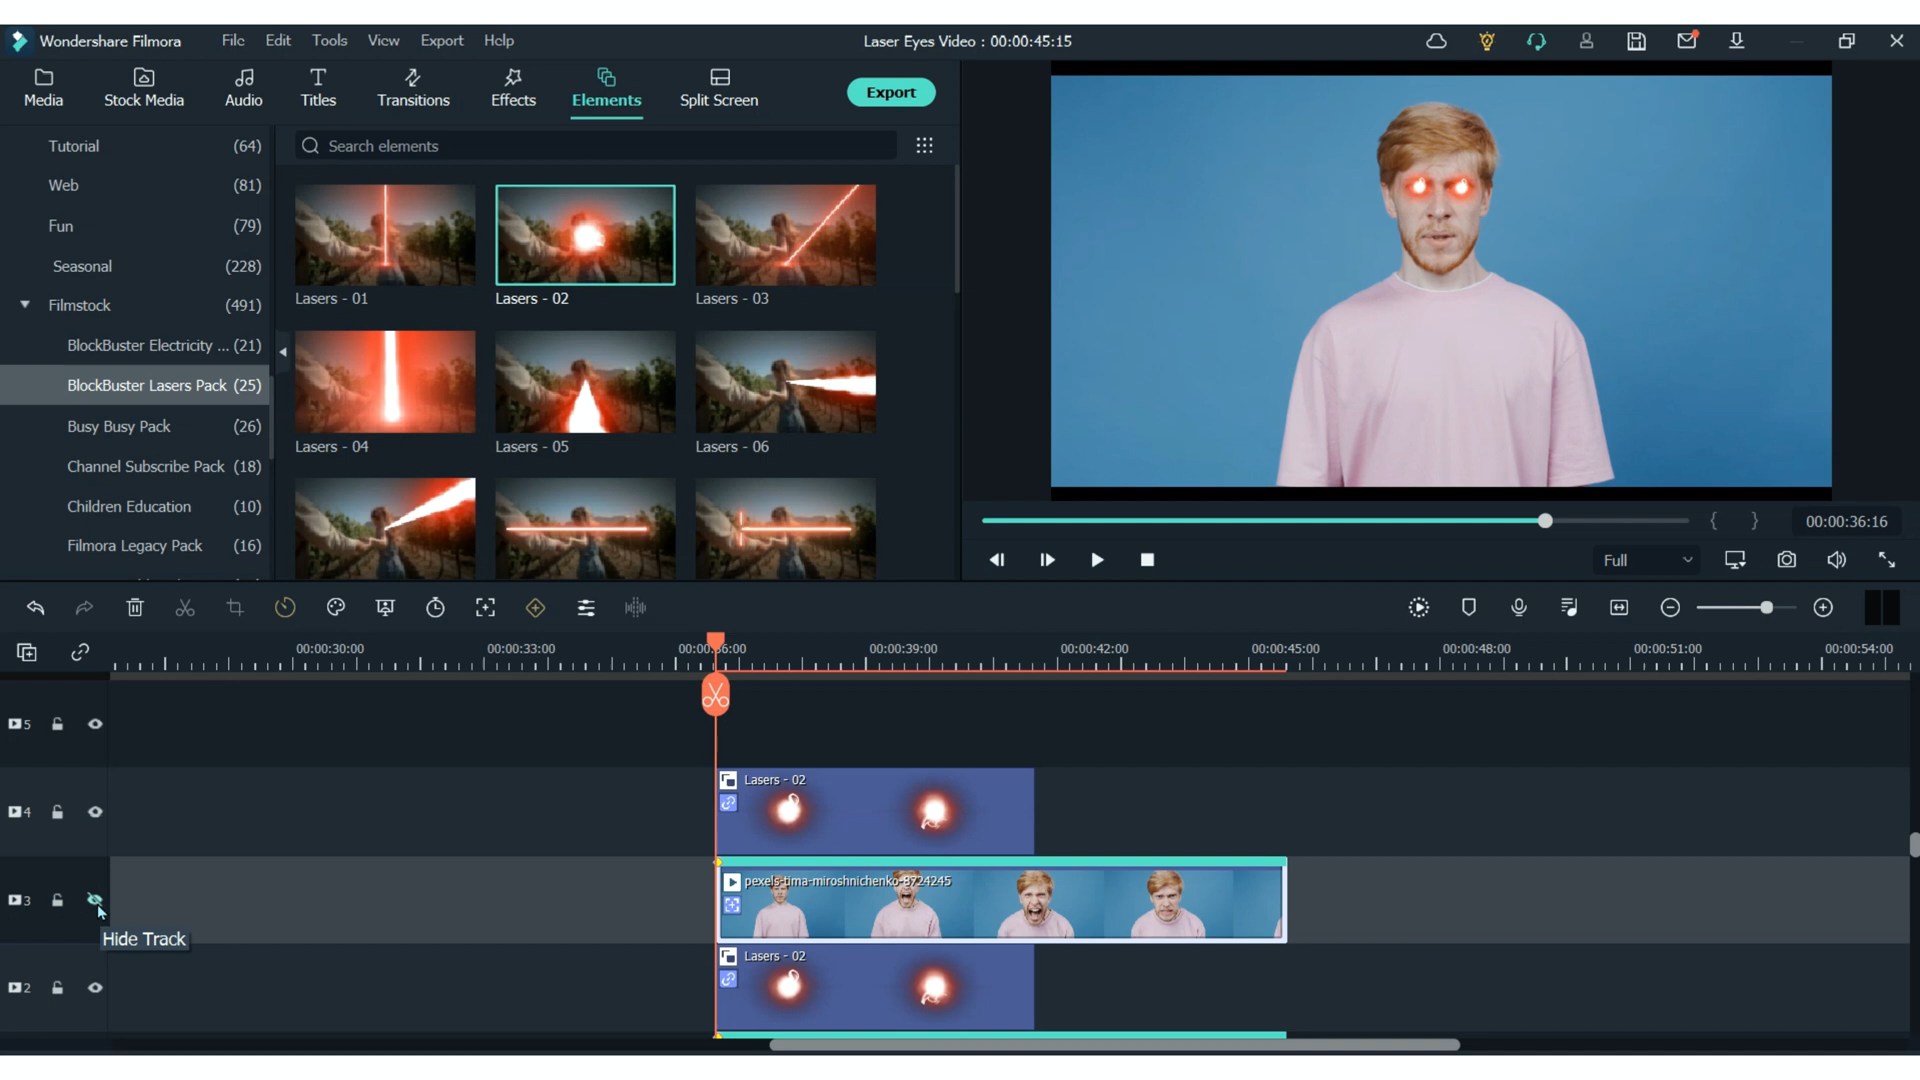 Wondershare Filmora File Edit Tools View Export Help Laser Eyes Video : 00:00:45:15
Media Stock Media Audio Titles Transitions Effects Elements Split Screen Export
Tutorial (64)
Web (81)
Fun (79)
Seasonal (228)
Filmstock (491)
BlockBuster Electricity ... (21)
BlockBuster Lasers Pack (25)
Busy Busy Pack (26)
Channel Subscribe Pack (18)
Children Education (10)
Filmora Legacy Pack (16)
Search elements
Lasers - 01 Lasers - 02 Lasers - 03
Lasers - 04 Lasers - 05 Lasers - 06
{ } 00:00:36:16
Full
00:00:30:00 00:00:33:00 00:00:36:00 00:00:39:00 00:00:42:00 00:00:45:00 00:00:48:00 00:00:51:00 00:00:54:00
5
Lasers - 02
4
pexels-tima-miroshnichenko-8724245
3
Hide Track
Lasers - 02
2